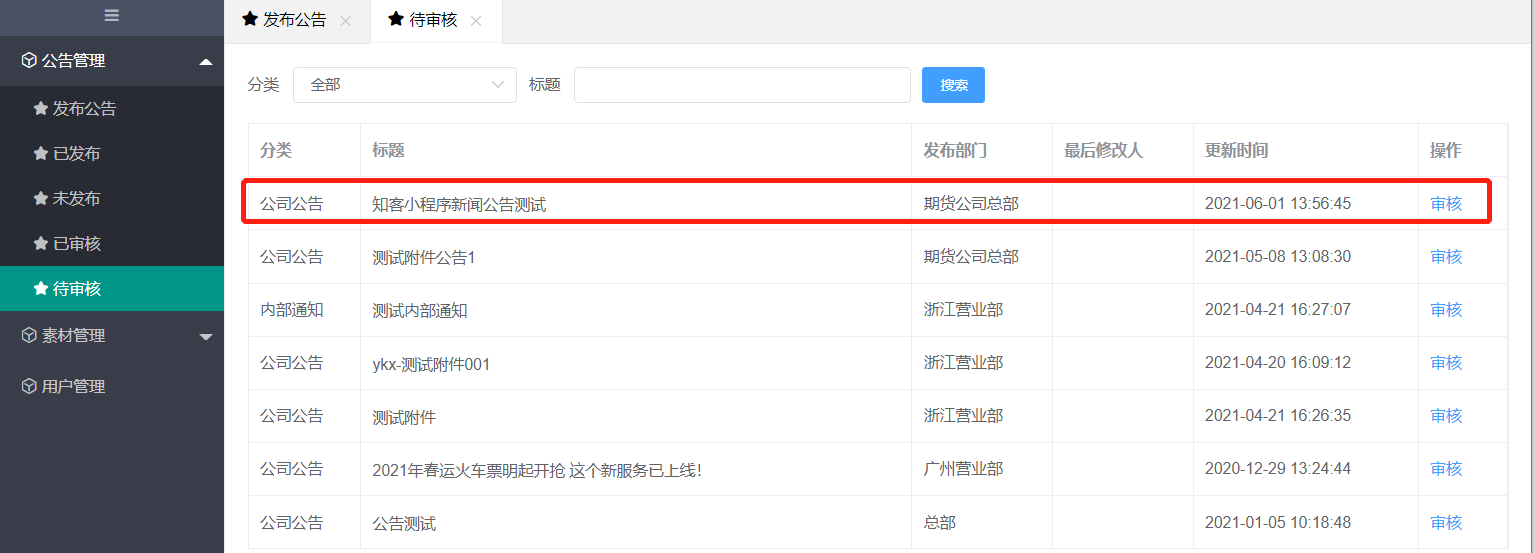 发布公告 待审核
公告管理
发布公告
已发布
未发布
已审核
待审核
素材管理
用户管理
分类 全部 标题 搜索
分类 标题 发布部门 最后修改人 更新时间 操作
公司公告 知客小程序新闻公告测试 期货公司总部 2021-06-01 13:56:45 审核
公司公告 测试附件公告1 期货公司总部 2021-05-08 13:08:30 审核
内部通知 测试内部通知 浙江营业部 2021-04-21 16:27:07 审核
公司公告 ykx-测试附件001 浙江营业部 2021-04-20 16:09:12 审核
公司公告 测试附件 浙江营业部 2021-04-21 16:26:35 审核
公司公告 2021年春运火车票明起开抢 这个新服务已上线! 广州营业部 2020-12-29 13:24:44 审核
公司公告 公告测试 总部 2021-01-05 10:18:48 审核